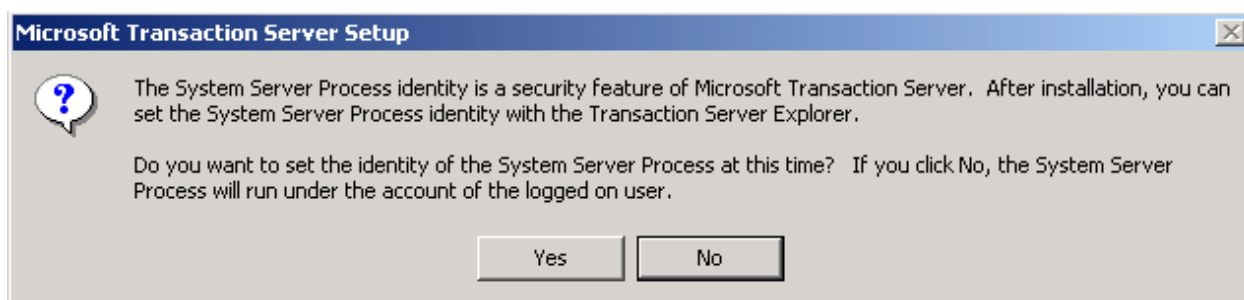 Microsoft Transaction Server Setup
The System Server Process identity is a security feature of Microsoft Transaction Server.  After installation, you can
set the System Server Process identity with the Transaction Server Explorer.
Do you want to set the identity of the System Server Process at this time?   If you click No, the System Server
Process will run under the account of the logged on user.
Yes
No